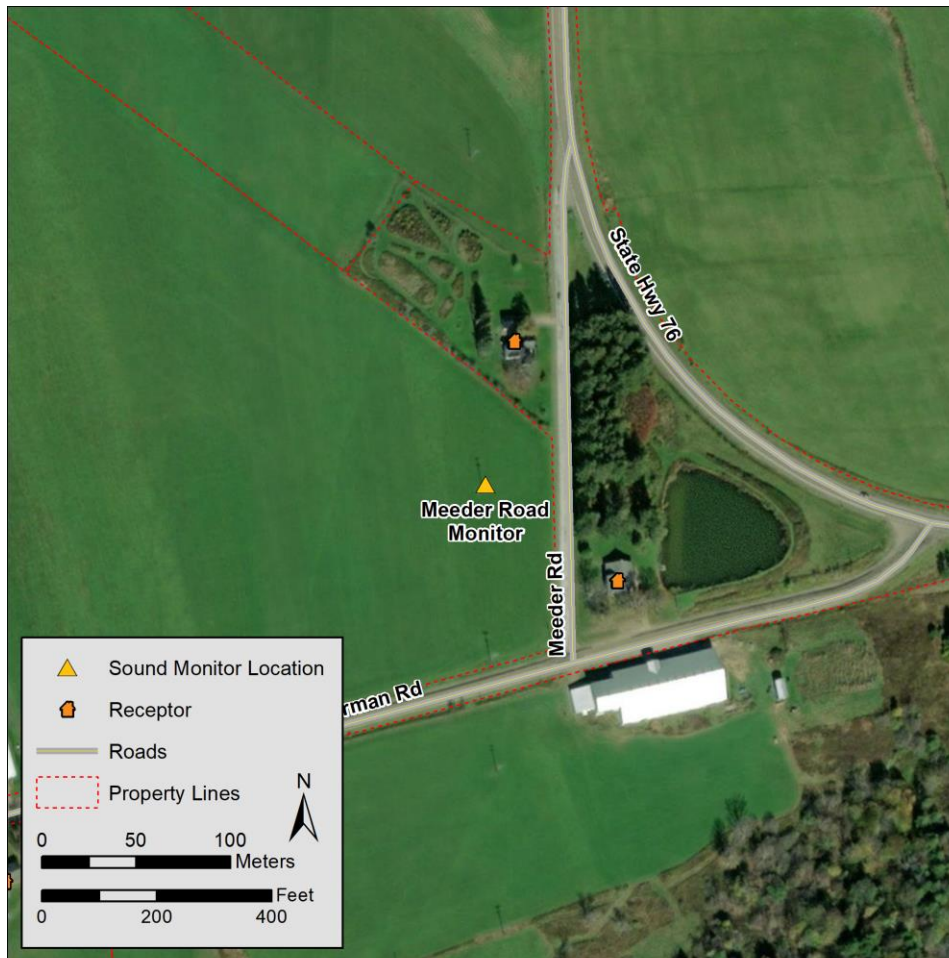 State Hwy 76
Meeder Road
Monitor
Meeder Rd
rman Rd
Sound Monitor Location
Receptor
Roads
Property Lines
N
0 50 100
Meters
Feet
0 200 400